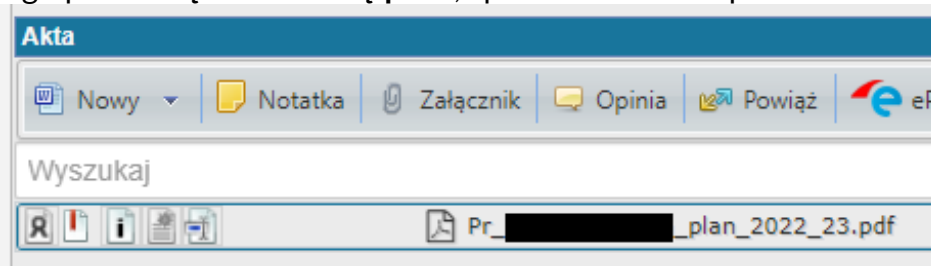 Akta
Nowy Notatka Załącznik Opinia Powiąż
Wyszukaj
Pr_ _plan_2022_23.pdf